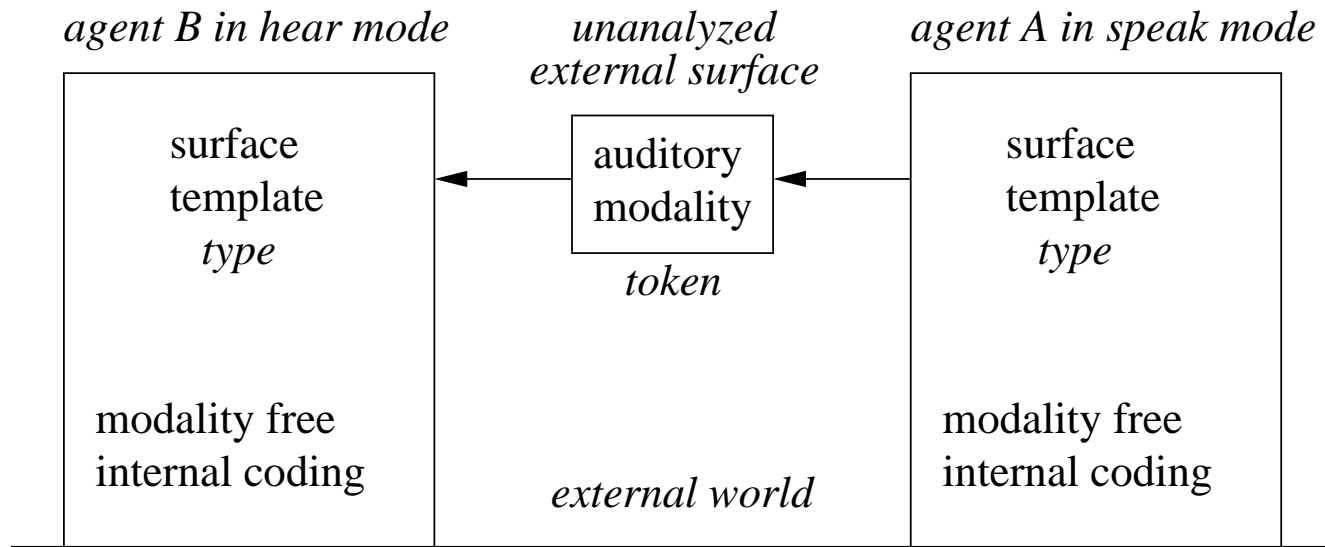 agent B in hear mode
unanalyzed
external surface
agent A in speak mode
surface
template
type
modality free
internal coding
auditory
modality
token
external world
surface
template
type
modality free
internal coding